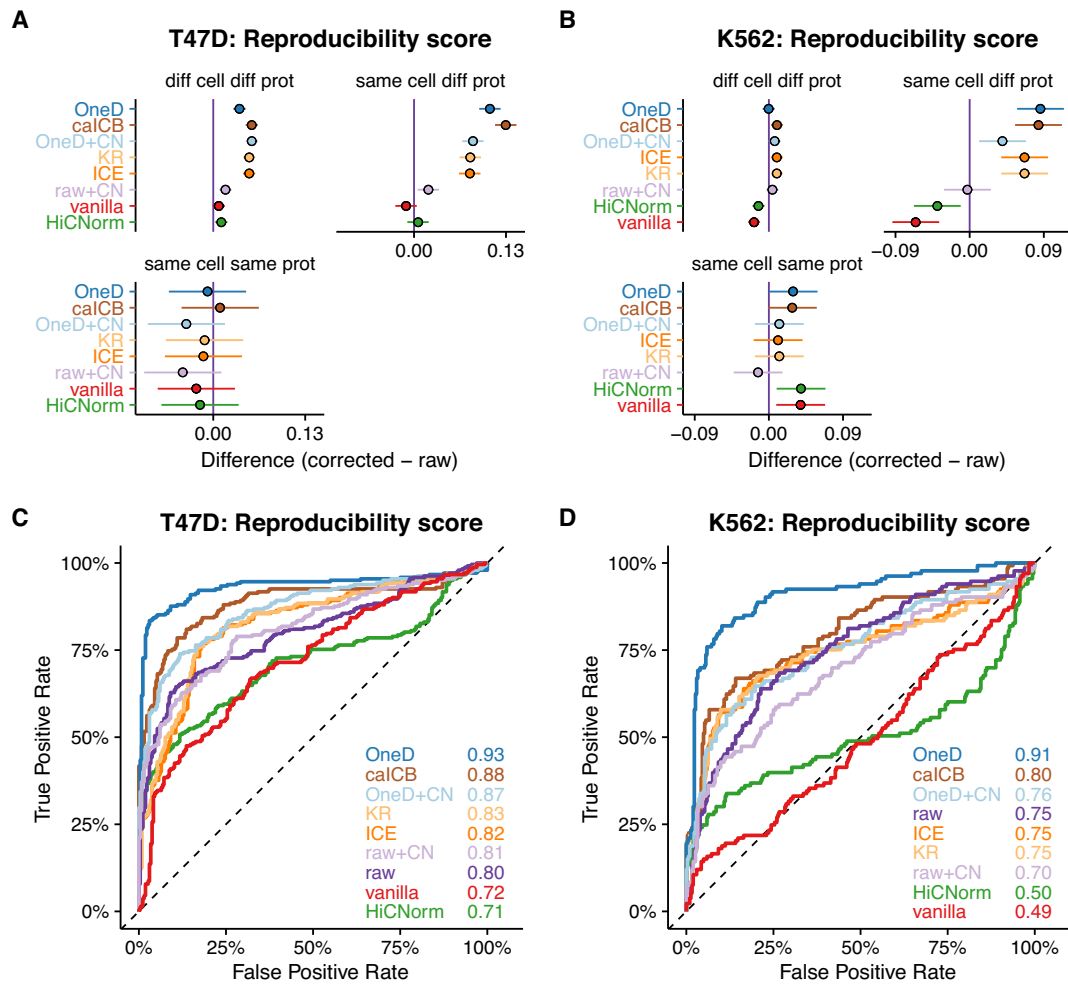 A
T47D: Reproducibility score
diff cell diff prot
same cell diff prot
OneD
caICB
OneD+CN
KR
ICE
raw+CN
vanilla
HiCNorm
0.00
0.13
same cell same prot
OneD
caICB
OneD+CN
KR
ICE
raw+CN
vanilla
HiCNorm
0.00
0.13
Difference (corrected − raw)
B
K562: Reproducibility score
diff cell diff prot
same cell diff prot
OneD
caICB
OneD+CN
ICE
KR
raw+CN
HiCNorm
vanilla
−0.09
0.00
0.09
same cell same prot
OneD
caICB
OneD+CN
ICE
KR
raw+CN
HiCNorm
vanilla
−0.09
0.00
0.09
Difference (corrected − raw)
C
T47D: Reproducibility score
True Positive Rate
100%
75%
50%
25%
0%
OneD 0.93
caICB 0.88
OneD+CN 0.87
KR 0.83
ICE 0.82
raw+CN 0.81
raw 0.80
vanilla 0.72
HiCNorm 0.71
0%
25%
50%
75%
100%
False Positive Rate
D
K562: Reproducibility score
True Positive Rate
100%
75%
50%
25%
0%
OneD 0.91
caICB 0.80
OneD+CN 0.76
raw 0.75
ICE 0.75
KR 0.75
raw+CN 0.70
HiCNorm 0.50
vanilla 0.49
0%
25%
50%
75%
100%
False Positive Rate